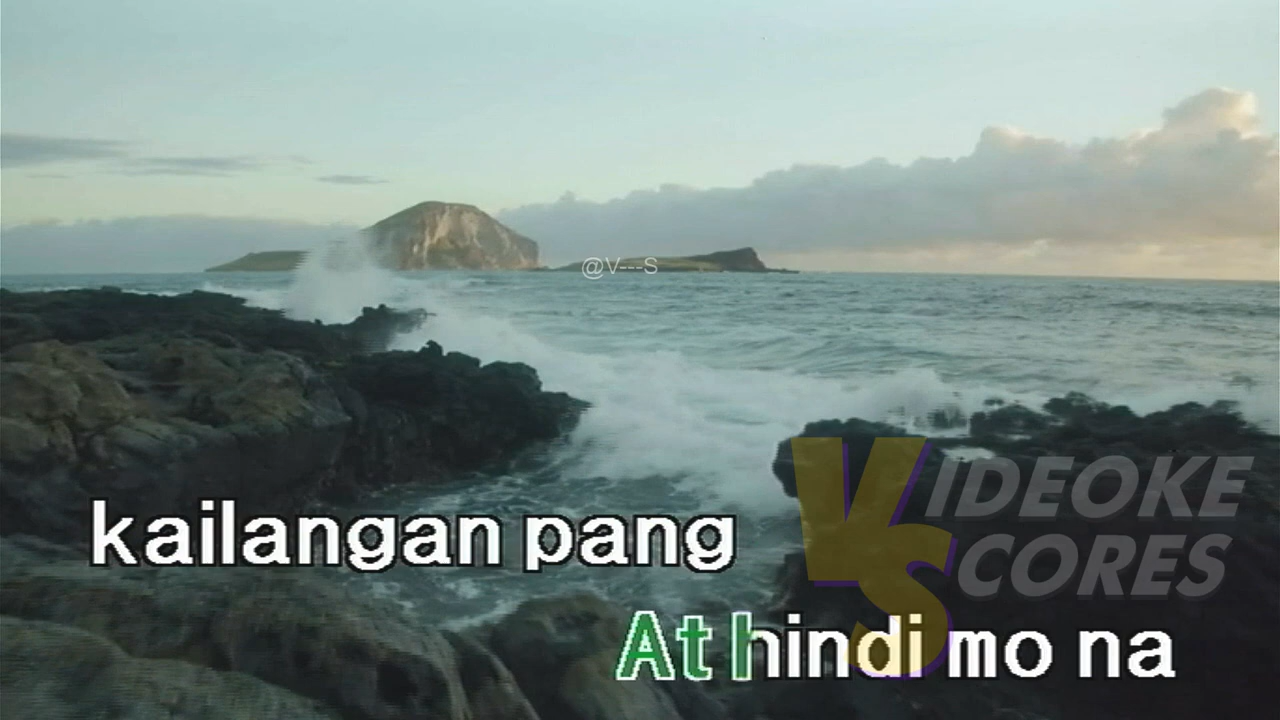 @V---S
VIDEOKE
SCORES
kailangan pang
At hindi mo na